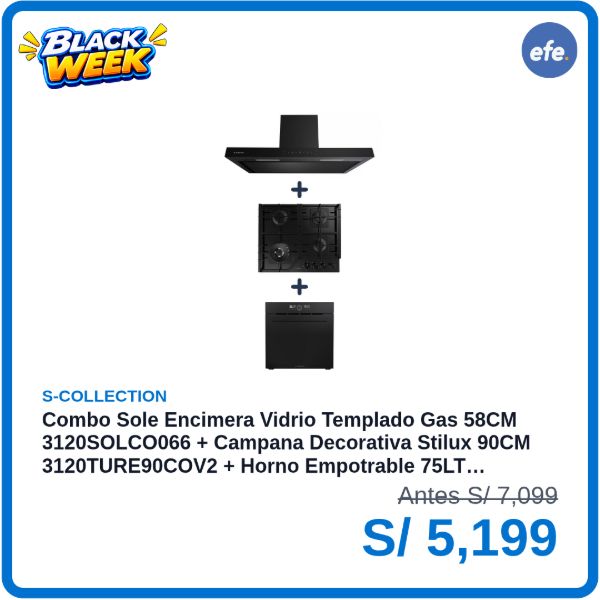 BLACK
WEEK
efe.
S-COLLECTION
Combo Sole Encimera Vidrio Templado Gas 58CM
3120SOLCO066 + Campana Decorativa Stilux 90CM
3120TURE90COV2 + Horno Empotrable 75LT...
Antes S/ 7,099
S/ 5,199